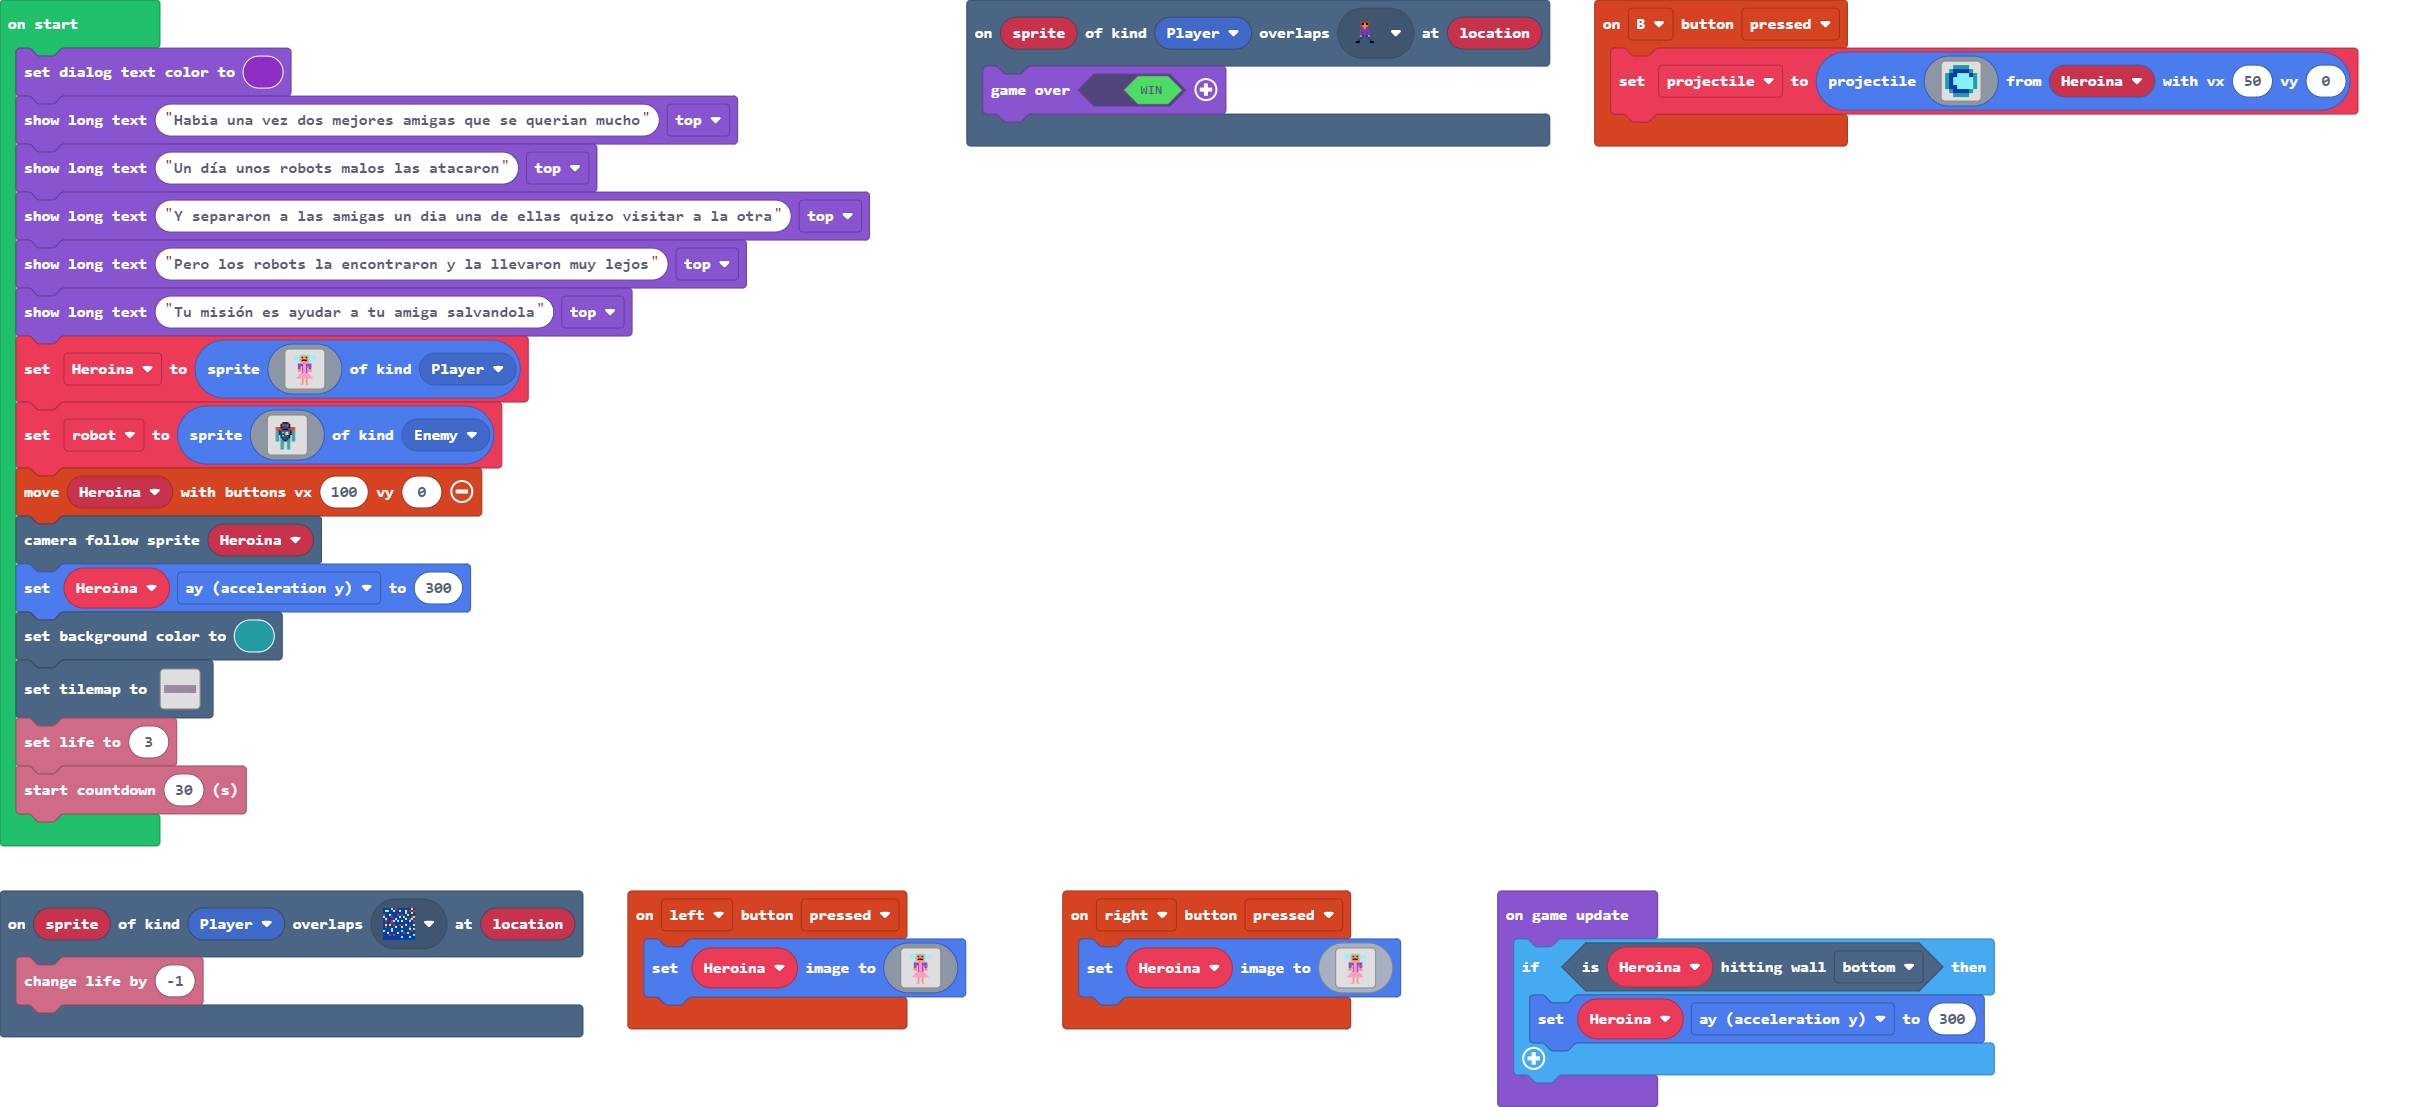 on start
set dialog text color to
show long text "Habia una vez dos mejores amigas que se querian mucho" top
show long text "Un día unos robots malos las atacaron" top
show long text "Y separaron a las amigas un dia una de ellas quizo visitar a la otra" top
show long text "Pero los robots la encontraron y la llevaron muy lejos" top
show long text "Tu misión es ayudar a tu amiga salvandola" top
set Heroina to sprite of kind Player
set robot to sprite of kind Enemy
move Heroina with buttons vx 100 vy 0
camera follow sprite Heroina
set Heroina ay (acceleration y) to 300
set background color to
set tilemap to
set life to 3
start countdown 30 (s)
on sprite of kind Player overlaps at location
game over WIN
on B button pressed
set projectile to projectile from Heroina with vx 50 vy 0
on sprite of kind Player overlaps at location
change life by -1
on left button pressed
set Heroina image to
on right button pressed
set Heroina image to
on game update
if is Heroina hitting wall bottom then
set Heroina ay (acceleration y) to 300